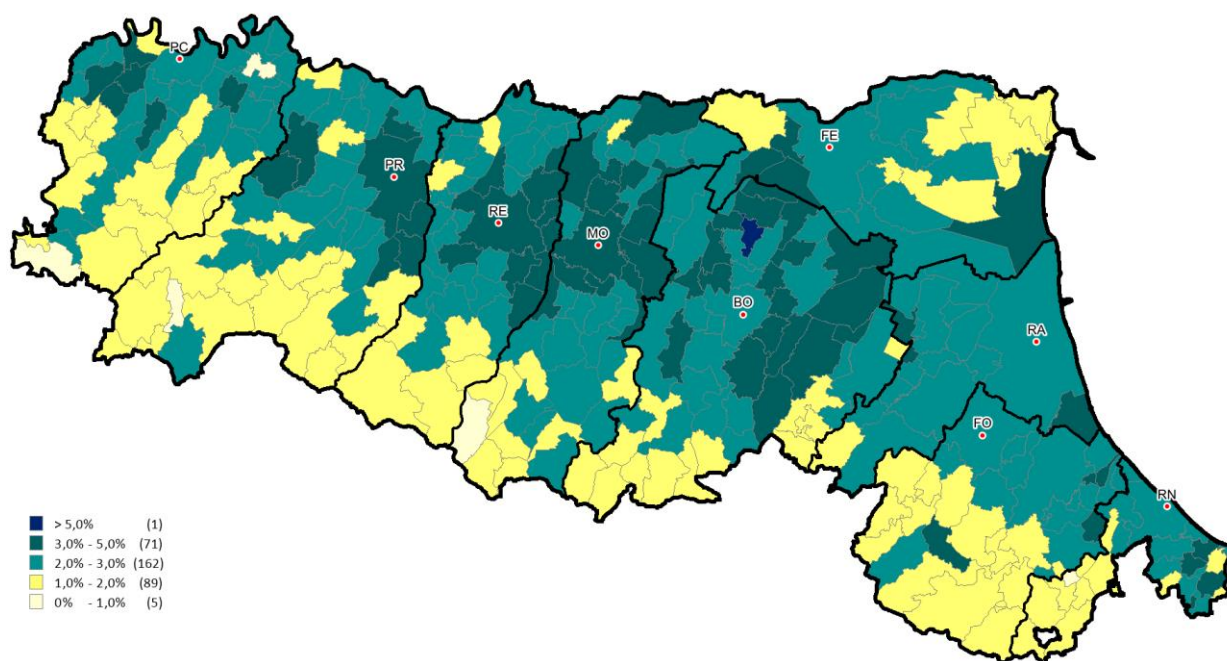 PC
FE
PR
RE
MO
BO
RA
FO
RN
> 5,0% (1)
3,0% - 5,0% (71)
2,0% - 3,0% (162)
1,0% - 2,0% (89)
0% - 1,0% (5)